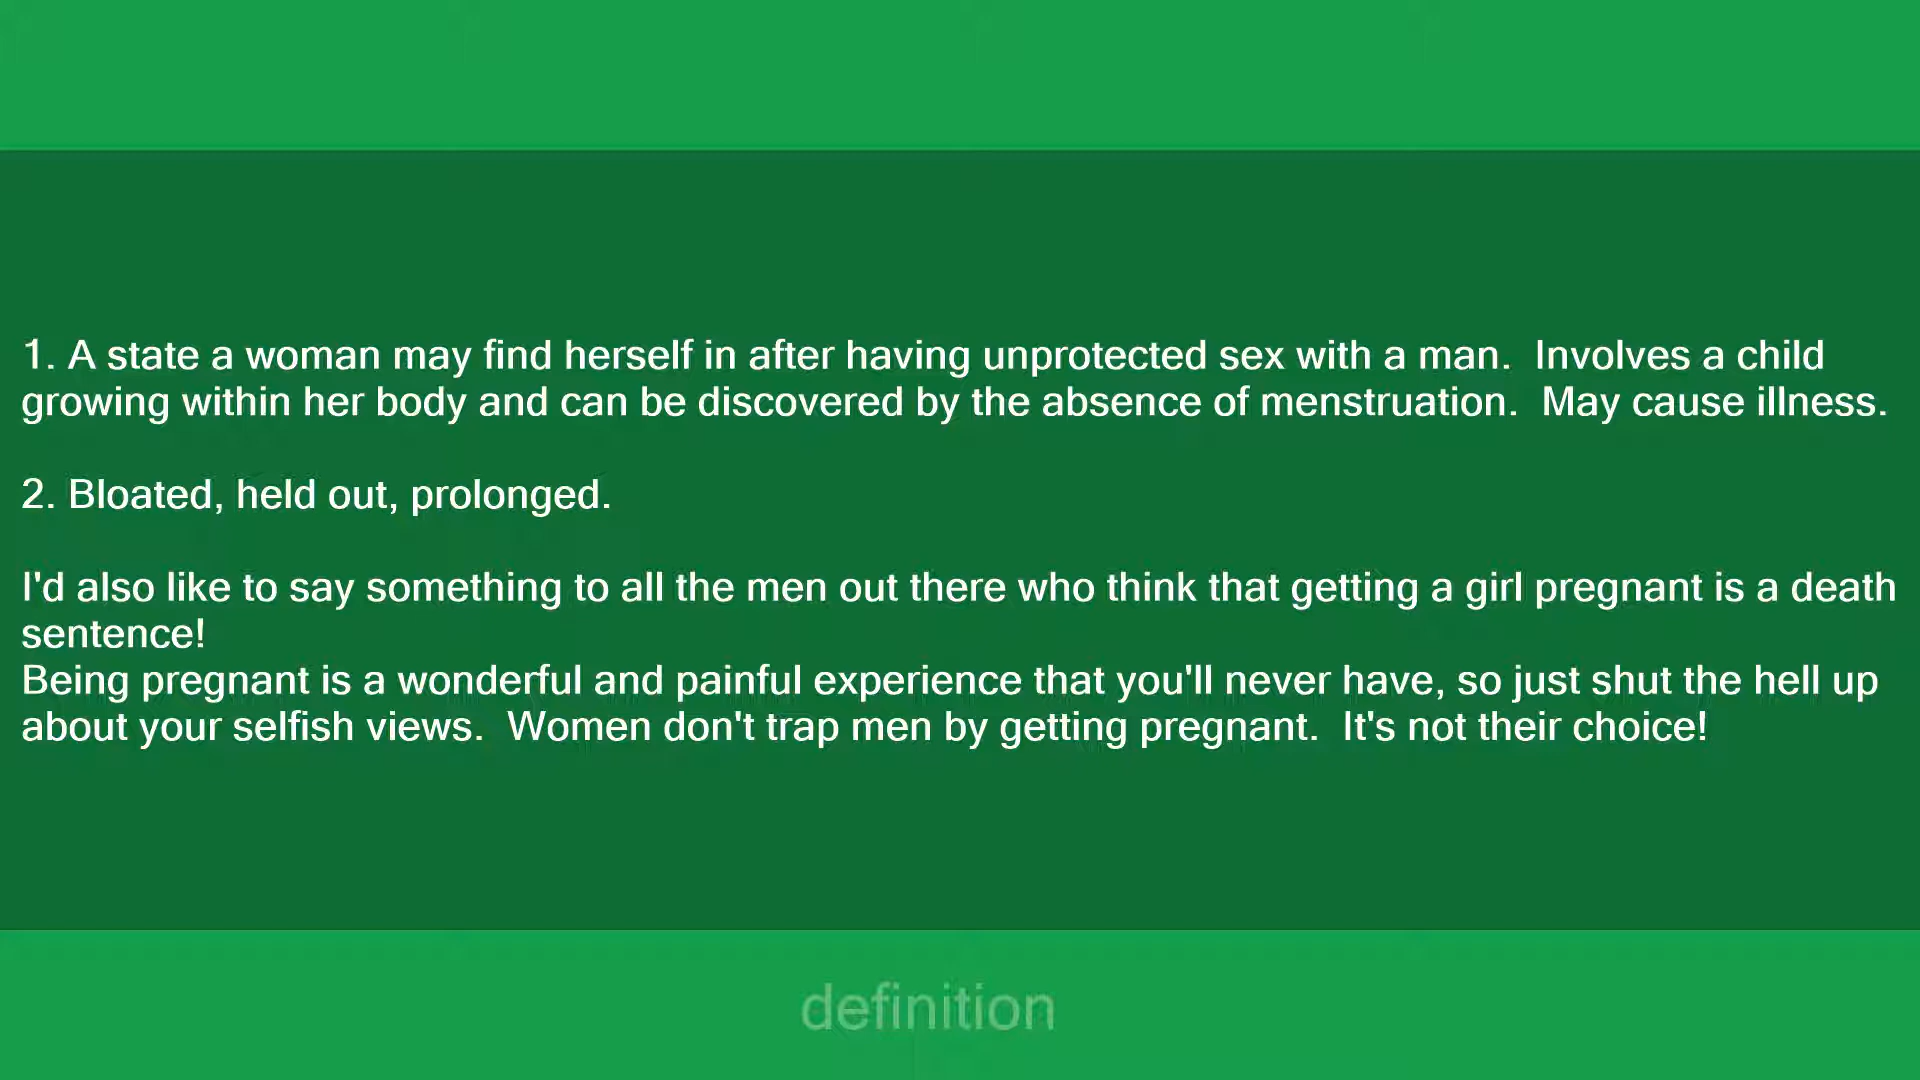 1. A state a woman may find herself in after having unprotected sex with a man.  Involves a child
growing within her body and can be discovered by the absence of menstruation.  May cause illness.
2. Bloated, held out, prolonged.
I'd also like to say something to all the men out there who think that getting a girl pregnant is a death
sentence!
Being pregnant is a wonderful and painful experience that you'll never have, so just shut the hell up
about your selfish views.  Women don't trap men by getting pregnant.  It's not their choice!
definition